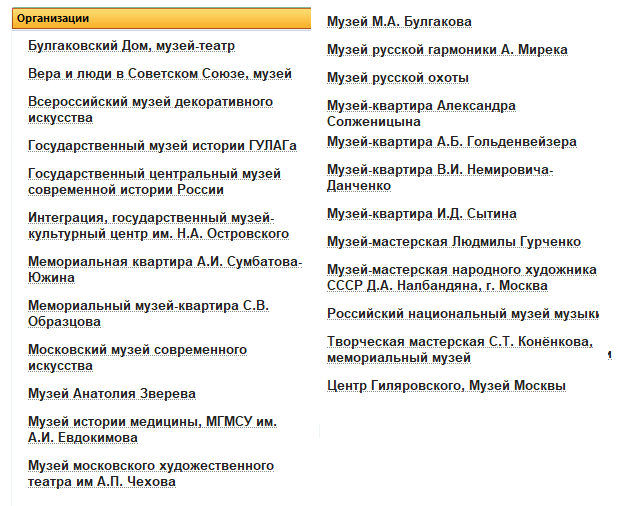 Организации
Булгаковский Дом, музей-театр
Вера и люди в Советском Союзе, музей
Всероссийский музей декоративного
искусства
Государственный музей истории ГУЛАГа
Государственный центральный музей
современной истории России
Интеграция, государственный музей-
культурный центр им. Н.А. Островского
Мемориальная квартира А.И. Сумбатова-
Южина
Мемориальный музей-квартира С.В.
Образцова
Московский музей современного
искусства
Музей Анатолия Зверева
Музей истории медицины, МГМСУ им.
А.И. Евдокимова
Музей московского художественного
театра им А.П. Чехова
Музей М.А. Булгакова
Музей русской гармоники А. Мирека
Музей русской охоты
Музей-квартира Александра
Солженицына
Музей-квартира А.Б. Гольденвейзера
Музей-квартира В.И. Немировича-
Данченко
Музей-квартира И.Д. Сытина
Музей-мастерская Людмилы Гурченко
Музей-мастерская народного художника
СССР Д.А. Налбандяна, г. Москва
Российский национальный музей музыки
Творческая мастерская С.Т. Конёнкова,
мемориальный музей
Центр Гиляровского, Музей Москвы